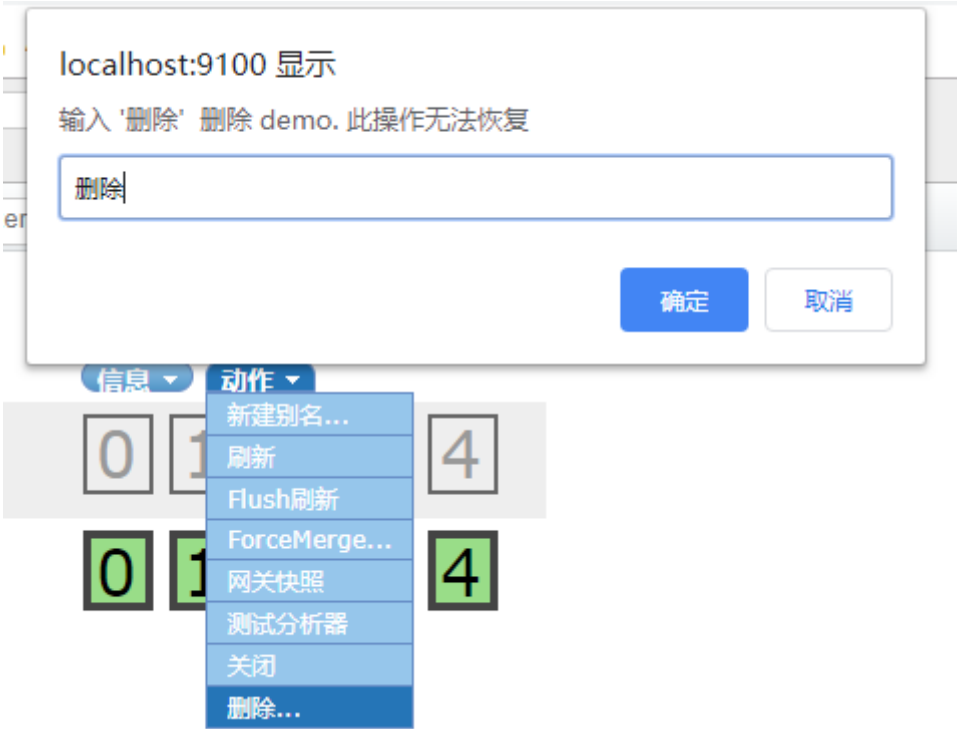 localhost:9100 显示
输入 '删除' 删除 demo. 此操作无法恢复
删除
确定 取消
er
信息 动作
新建别名...
0 1 4
刷新
Flush刷新
ForceMerge...
0 1 4
网关快照
测试分析器
关闭
删除...